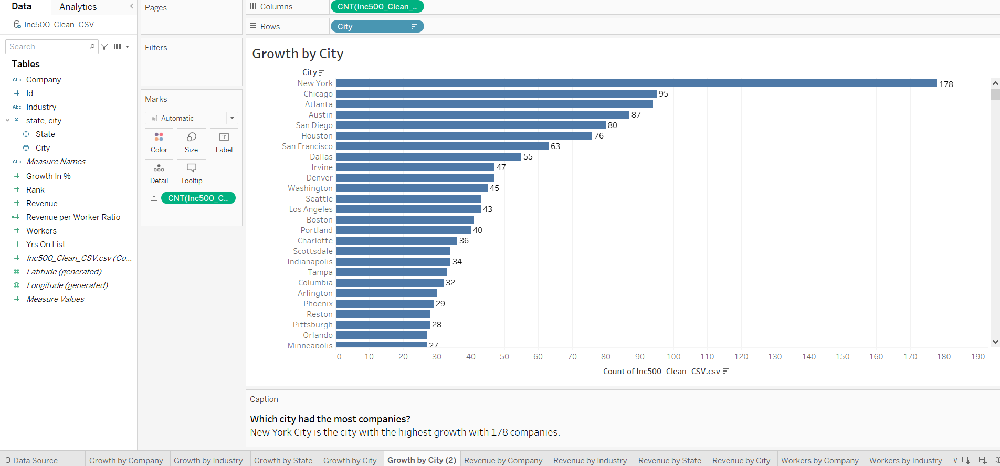 Data
Analytics
Inc500_Clean_CSV
Search
Tables
Abc Company
# Id
Abc Industry
state, city
State
City
Abc Measure Names
# Growth In %
# Rank
# Revenue
=# Revenue per Worker Ratio
# Workers
# Yrs On List
# Inc500_Clean_CSV.csv (Co...
Latitude (generated)
Longitude (generated)
# Measure Values
Pages
Filters
Marks
Automatic
Color
Size
Label
Detail
Tooltip
T CNT(Inc500_C..
Columns
CNT(Inc500_Clean_..
Rows
City
Growth by City
City
New York 178
Chicago 95
Atlanta
Austin 87
San Diego 80
Houston 76
San Francisco 63
Dallas 55
Irvine 47
Denver
Washington 45
Seattle
Los Angeles 43
Boston
Portland 40
Charlotte 36
Scottsdale
Indianapolis 34
Tampa
Columbia 32
Arlington
Phoenix 29
Reston
Pittsburgh 28
Orlando
Minneapolis 27
0 10 20 30 40 50 60 70 80 90 100 110 120 130 140 150 160 170 180 190
Count of Inc500_Clean_CSV.csv
Caption
Which city had the most companies?
New York City is the city with the highest growth with 178 companies.
Data Source
Growth by Company
Growth by Industry
Growth by State
Growth by City
Growth by City (2)
Revenue by Company
Revenue by Industry
Revenue by State
Revenue by City
Workers by Company
Workers by Industry